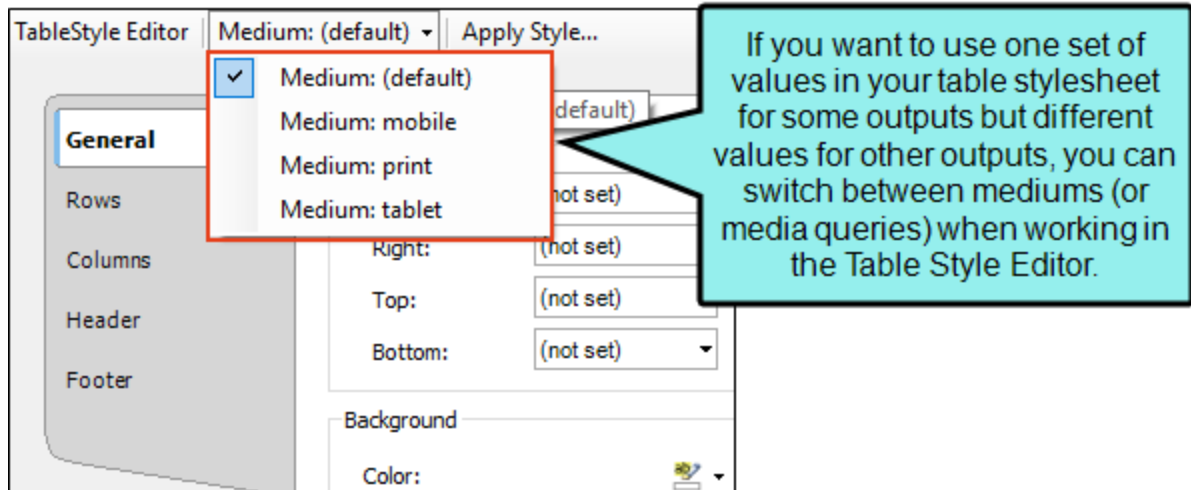 TableStyle Editor Medium: (default) Apply Style...
Medium: (default)
Medium: mobile
Medium: print
Medium: tablet
default)
General
Rows
Columns
Header
Footer
not set)
Right: (not set)
Top: (not set)
Bottom: (not set)
Background
Color:
If you want to use one set of
values in your table stylesheet
for some outputs but different
values for other outputs, you can
switch between mediums (or
media queries) when working in
the Table Style Editor.